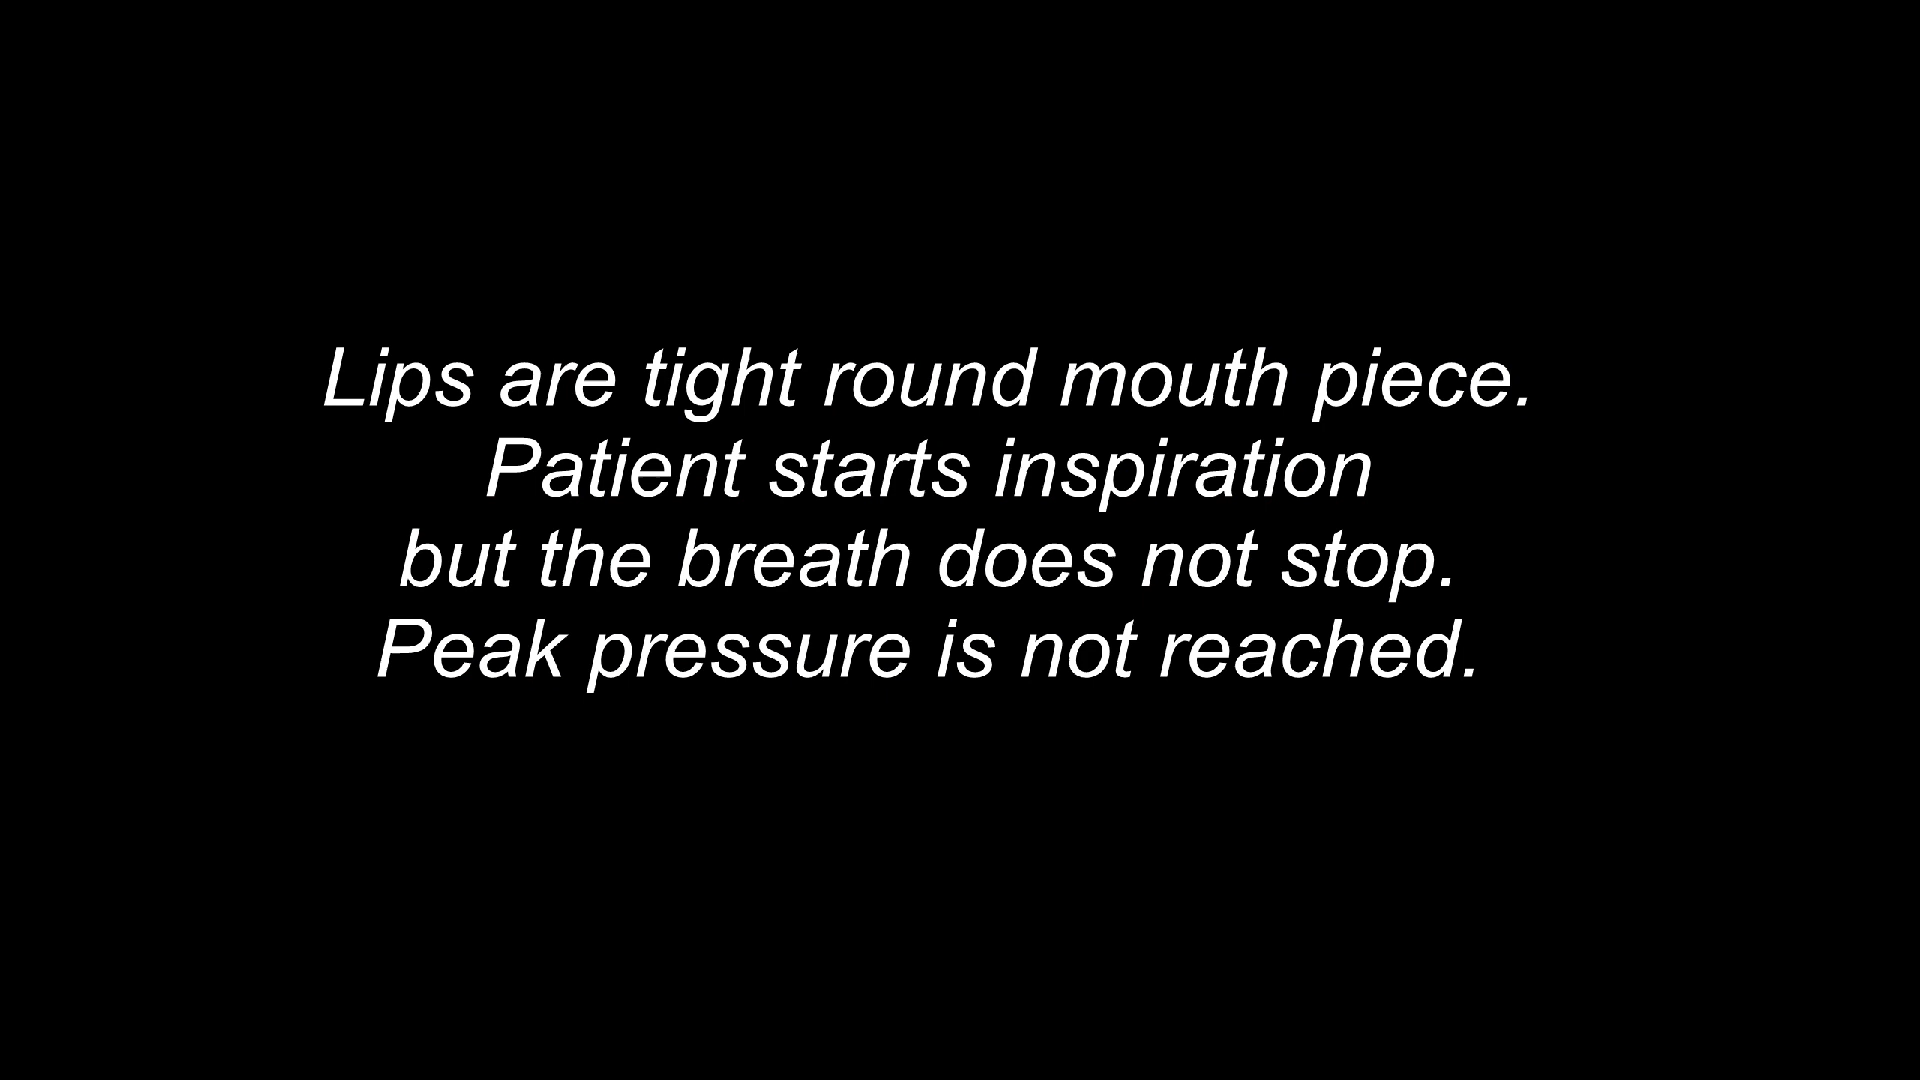 Lips are tight round mouth piece.
Patient starts inspiration
but the breath does not stop.
Peak pressure is not reached.